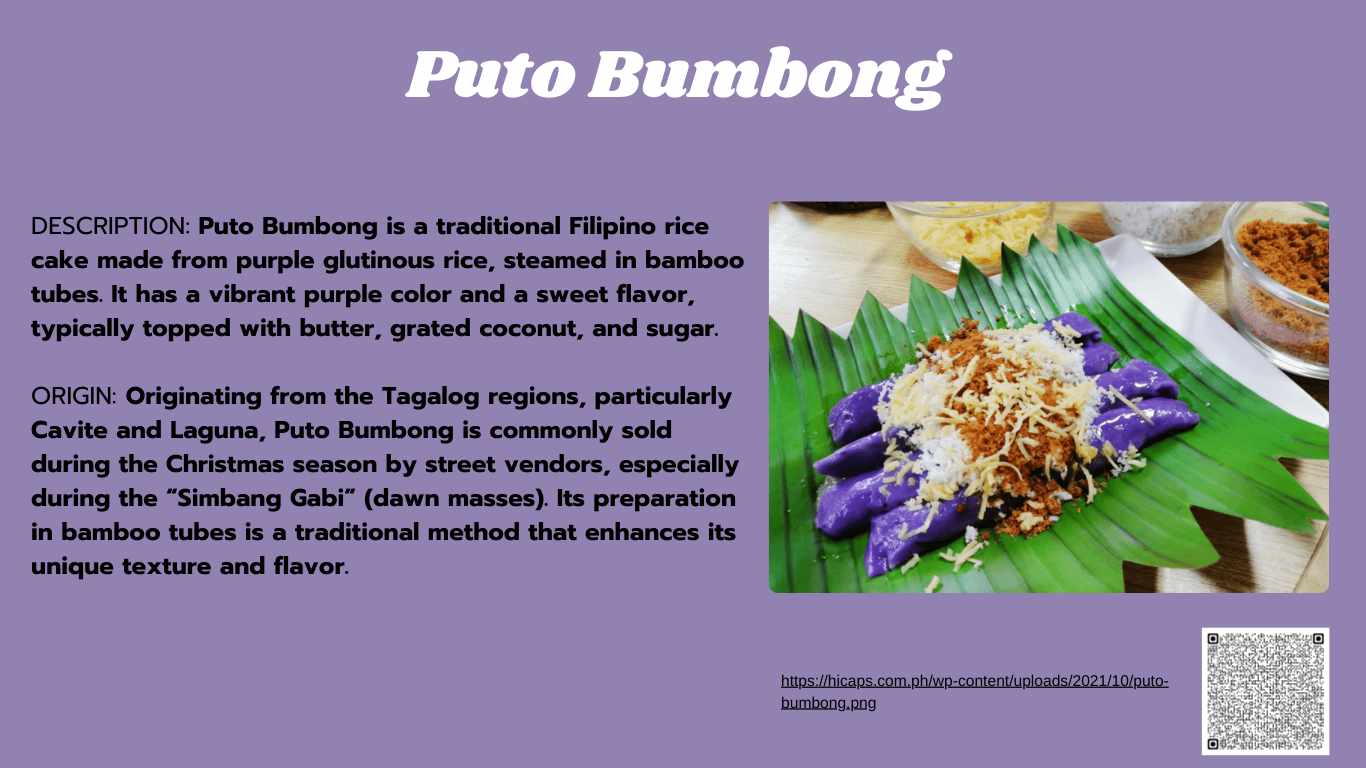 Puto Bumbong
DESCRIPTION: Puto Bumbong is a traditional Filipino rice
cake made from purple glutinous rice, steamed in bamboo
tubes. It has a vibrant purple color and a sweet flavor,
typically topped with butter, grated coconut, and sugar.
ORIGIN: Originating from the Tagalog regions, particularly
Cavite and Laguna, Puto Bumbong is commonly sold
during the Christmas season by street vendors, especially
during the “Simbang Gabi” (dawn masses). Its preparation
in bamboo tubes is a traditional method that enhances its
unique texture and flavor.
https://hicaps.com.ph/wp-content/uploads/2021/10/puto-
bumbong.png